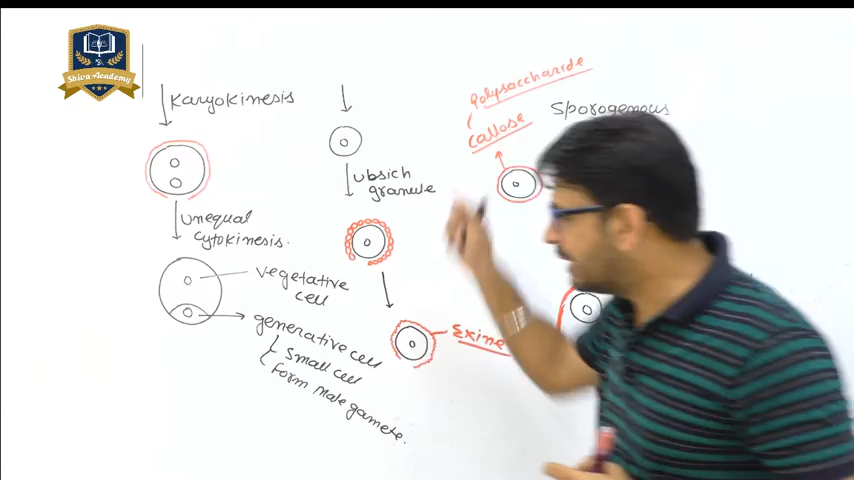 Shiva Academy
Karyokinesis
unequal
cytokinesis.
vegetative
cell
generative cell
Small cell
Form Male gamete.
ubsich
granule
Exine
Polysaccharide
callose
Sporogenous